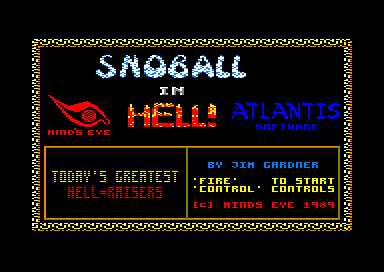 SNOBALL
IN
HELL!
MIND'S EYE
ATLANTIS
SOFTWARE
TODAY'S GREATEST
HELL=RAISERS
BY JIM GARDNER
'FIRE' TO START
'CONTROL' CONTROLS
(c) MINDS EYE 1989